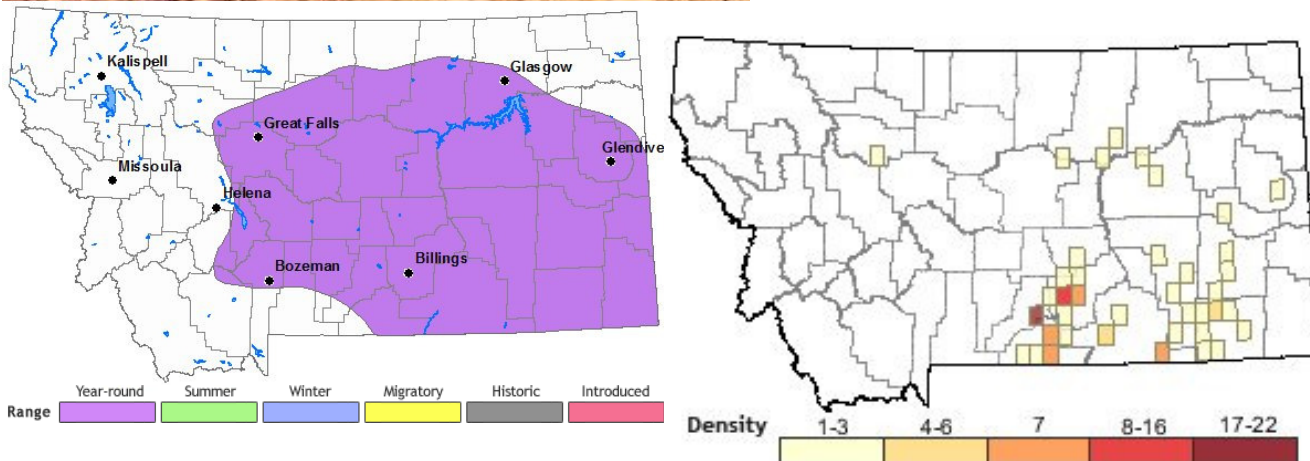 Kalispell
Glasgow
Great Falls
Glendive
Missoula
Helena
Bozeman
Billings
Year-round Summer Winter Migratory Historic Introduced
Range
Density 1-3 4-6 7 8-16 17-22